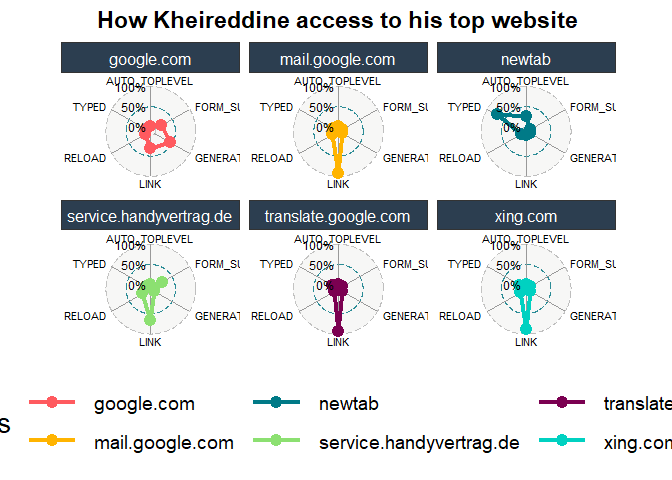 How Kheireddine access to his top website
google.com
mail.google.com
newtab
AUTO_TOPLEVEL
AUTO_TOPLEVEL
AUTO_TOPLEVEL
100%
100%
100%
TYPED
FORM_SU
TYPED
FORM_SU
TYPED
FORM_SU
50%
50%
50%
0%
0%
0%
RELOAD
GENERAT
RELOAD
GENERAT
RELOAD
GENERAT
LINK
LINK
LINK
service.handyvertrag.de
translate.google.com
xing.com
AUTO_TOPLEVEL
AUTO_TOPLEVEL
AUTO_TOPLEVEL
100%
100%
100%
TYPED
FORM_SU
TYPED
FORM_SU
TYPED
FORM_SU
50%
50%
50%
0%
0%
0%
RELOAD
GENERAT
RELOAD
GENERAT
RELOAD
GENERAT
LINK
LINK
LINK
google.com
newtab
translate
s
mail.google.com
service.handyvertrag.de
xing.com